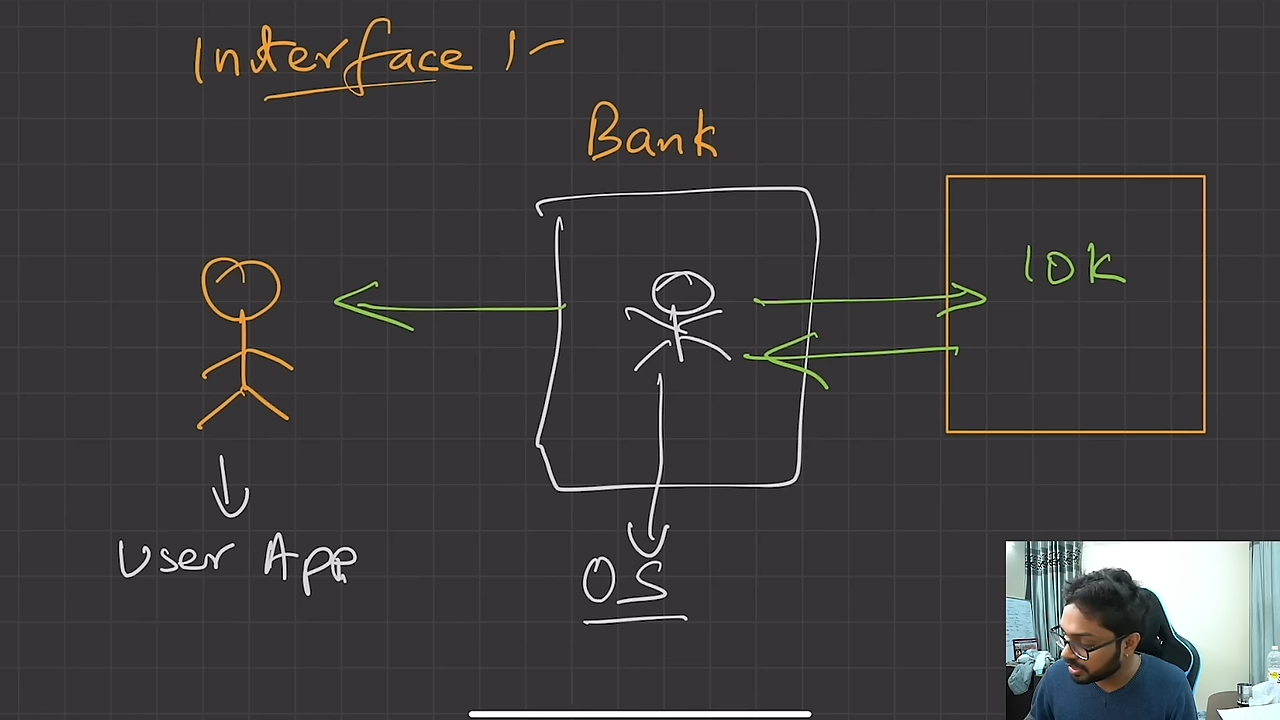 Interface :-
Bank
10K
User App
OS